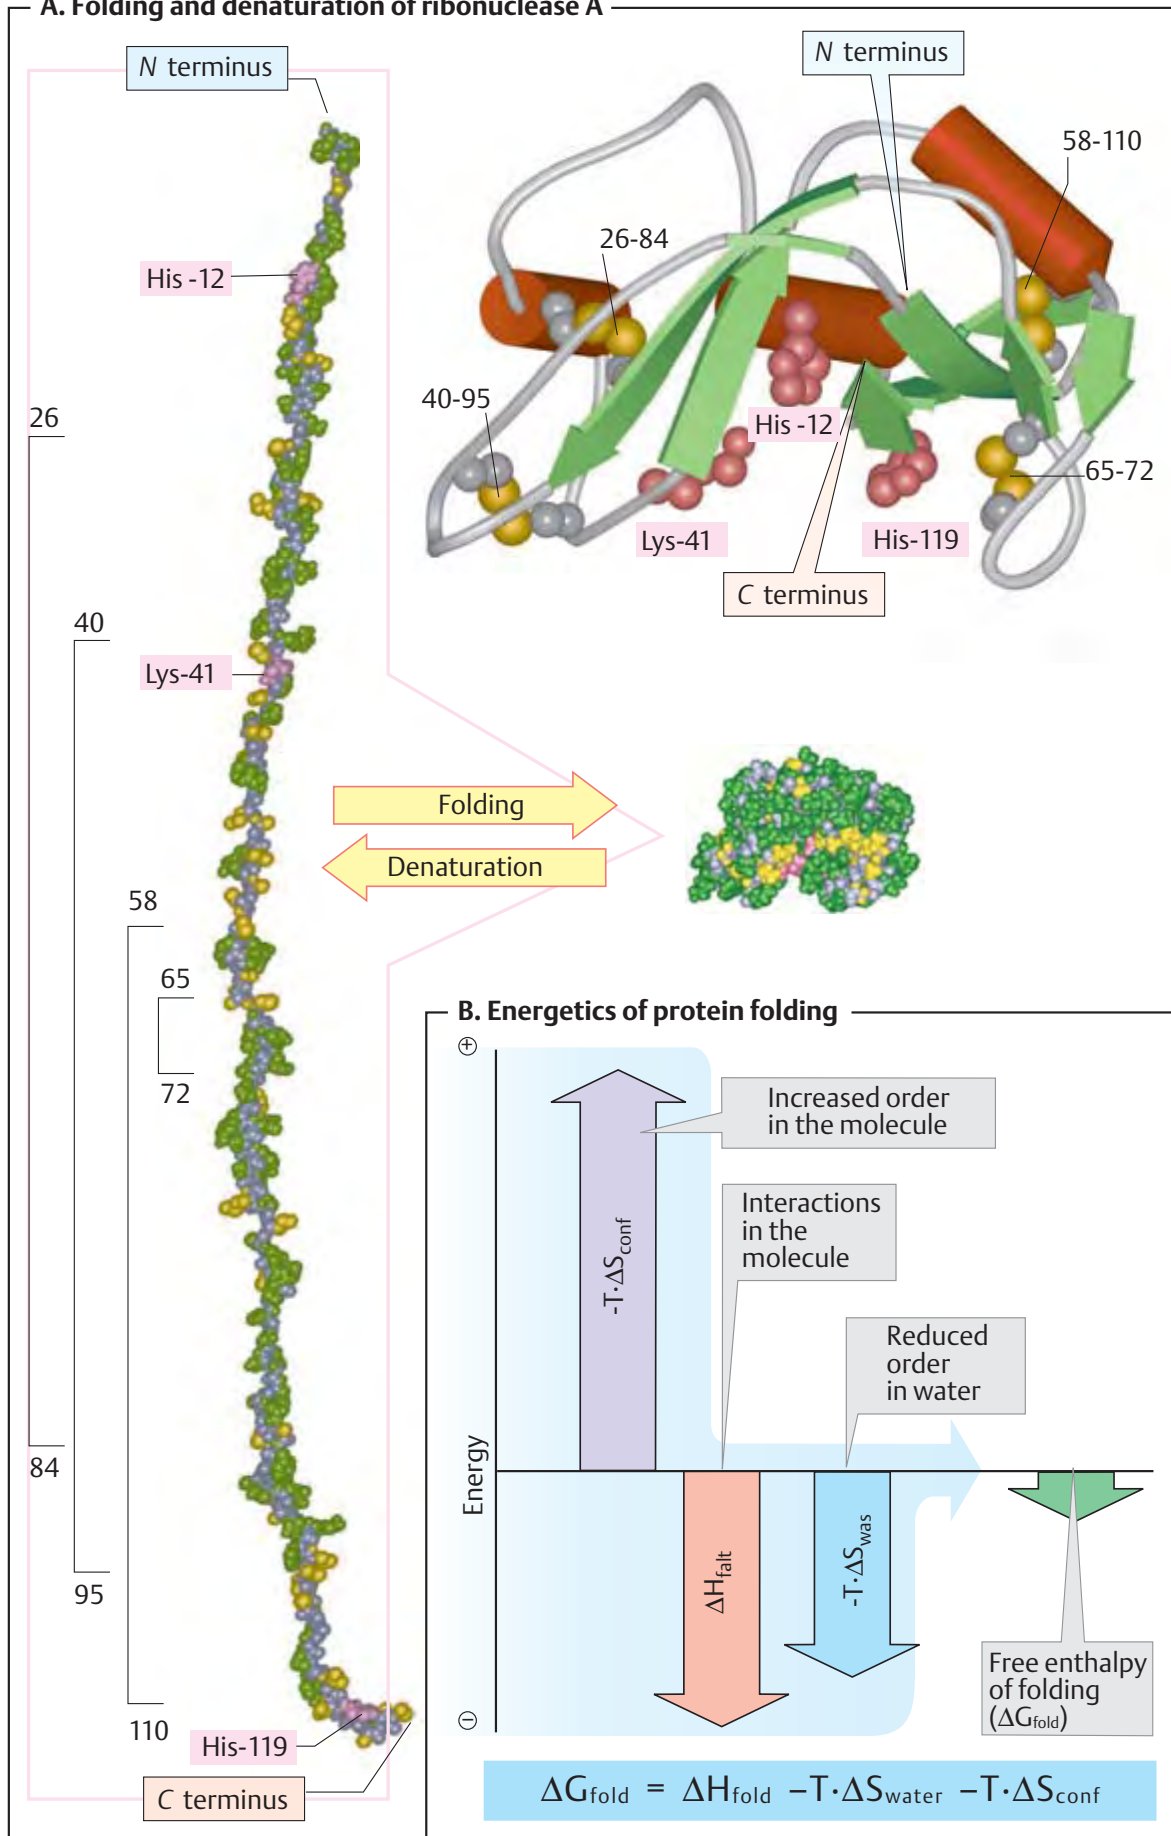 A. Folding and denaturation of ribonuclease A
N terminus
His -12
26
40
Lys-41
58
65
72
84
95
110
His-119
C terminus
N terminus
58-110
26-84
40-95
His -12
65-72
Lys-41
His-119
C terminus
Folding
Denaturation
B. Energetics of protein folding
+
Increased order
in the molecule
Interactions
in the
molecule
Reduced
order
in water
-T·ΔSconf
Energy
ΔHfalt
-T·ΔSwas
Free enthalpy
of folding
(ΔGfold)
−
ΔGfold = ΔHfold −T·ΔSwater −T·ΔSconf